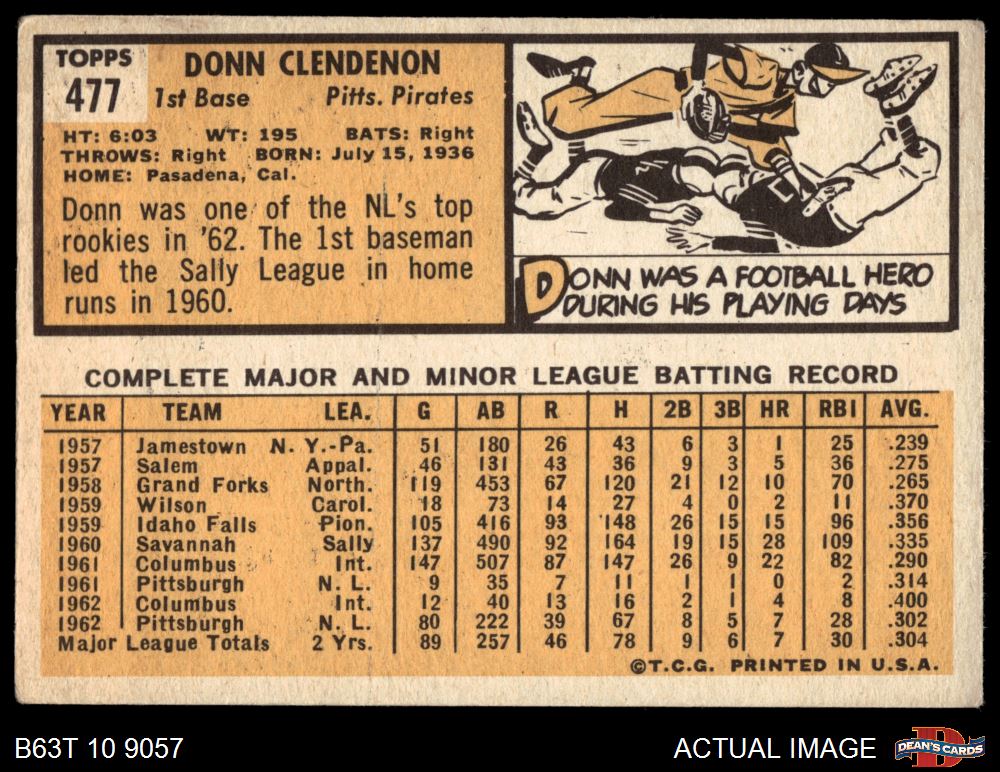 TOPPS
477
DONN CLENDENON
1st Base Pitts. Pirates
HT: 6:03 WT: 195 BATS: Right
THROWS: Right BORN: July 15, 1936
HOME: Pasadena, Cal.
Donn was one of the NL's top
rookies in '62. The 1st baseman
led the Sally League in home
runs in 1960.
DONN WAS A FOOTBALL HERO
DURING HIS PLAYING DAYS
COMPLETE MAJOR AND MINOR LEAGUE BATTING RECORD
YEAR TEAM LEA. G AB R H 2B 3B HR RBI AVG.
1957 Jamestown N. Y.-Pa. 51 180 26 43 6 3 1 25 .239
1957 Salem Appal. 46 131 43 36 9 3 5 36 .275
1958 Grand Forks North. 119 453 67 120 21 12 10 70 .265
1959 Wilson Carol. 18 73 14 27 4 0 2 11 .370
1959 Idaho Falls Pion. 105 416 93 148 26 15 15 96 .356
1960 Savannah Sally 137 490 92 164 19 15 28 109 .335
1961 Columbus Int. 147 507 87 147 26 9 22 82 .290
1961 Pittsburgh N. L. 9 35 7 11 1 1 0 2 .314
1962 Columbus Int. 12 40 13 16 2 1 4 8 .400
1962 Pittsburgh N. L. 80 222 39 67 8 5 7 28 .302
Major League Totals 2 Yrs. 89 257 46 78 9 6 7 30 .304
©T.C.G. PRINTED IN U.S.A.
B63T 10 9057 ACTUAL IMAGE
DEAN'S CARDS